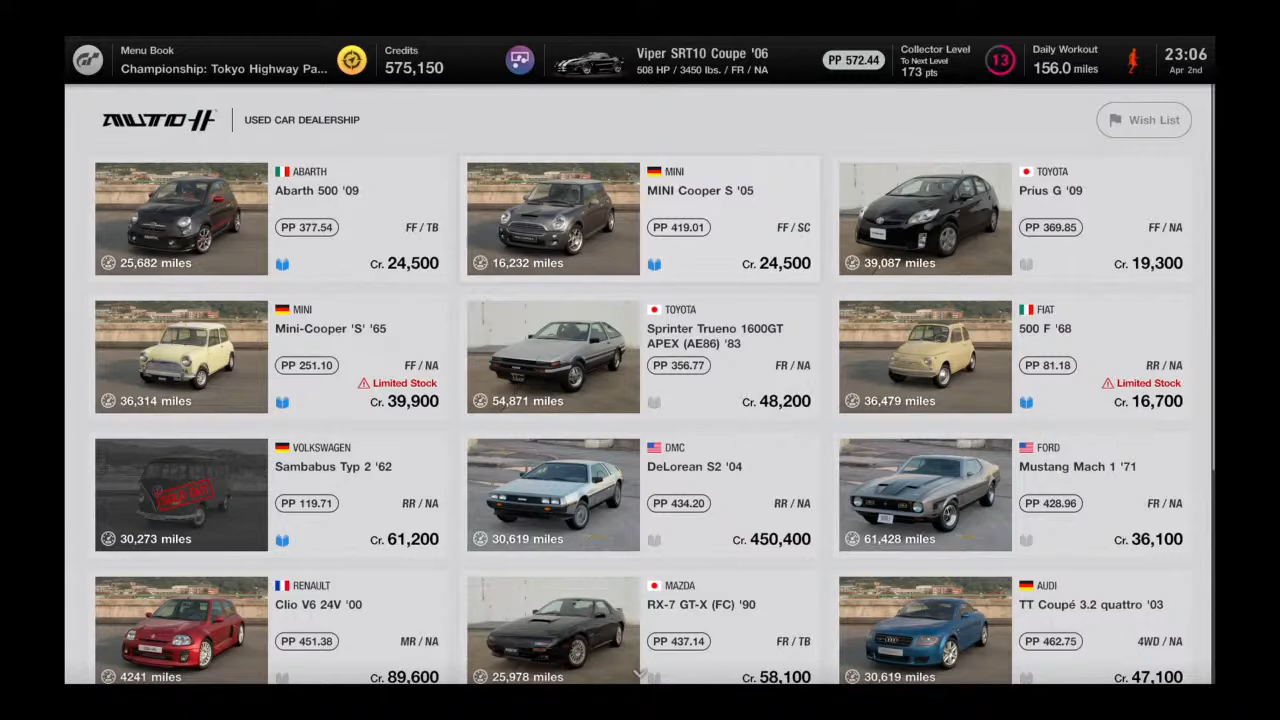 Menu Book
Championship: Tokyo Highway Pa...
Credits
575,150
Viper SRT10 Coupe '06
508 HP / 3450 lbs. / FR / NA
PP 572.44
Collector Level
To Next Level
173 pts
13
Daily Workout
156.0 miles
23:06
Apr 2nd
AUTO
USED CAR DEALERSHIP
Wish List
ABARTH
Abarth 500 '09
PP 377.54
FF / TB
25,682 miles
Cr. 24,500
MINI
MINI Cooper S '05
PP 419.01
FF / SC
16,232 miles
Cr. 24,500
TOYOTA
Prius G '09
PP 369.85
FF / NA
39,087 miles
Cr. 19,300
MINI
Mini-Cooper 'S' '65
PP 251.10
FF / NA
Limited Stock
36,314 miles
Cr. 39,900
TOYOTA
Sprinter Trueno 1600GT
APEX (AE86) '83
PP 356.77
FR / NA
54,871 miles
Cr. 48,200
FIAT
500 F '68
PP 81.18
RR / NA
Limited Stock
36,479 miles
Cr. 16,700
VOLKSWAGEN
Sambabus Typ 2 '62
SOLD OUT
PP 119.71
RR / NA
30,273 miles
Cr. 61,200
DMC
DeLorean S2 '04
PP 434.20
RR / NA
30,619 miles
Cr. 450,400
FORD
Mustang Mach 1 '71
PP 428.96
FR / NA
61,428 miles
Cr. 36,100
RENAULT
Clio V6 24V '00
PP 451.38
MR / NA
4241 miles
Cr. 89,600
MAZDA
RX-7 GT-X (FC) '90
PP 437.14
FR / TB
25,978 miles
Cr. 58,100
AUDI
TT Coupé 3.2 quattro '03
PP 462.75
4WD / NA
30,619 miles
Cr. 47,100